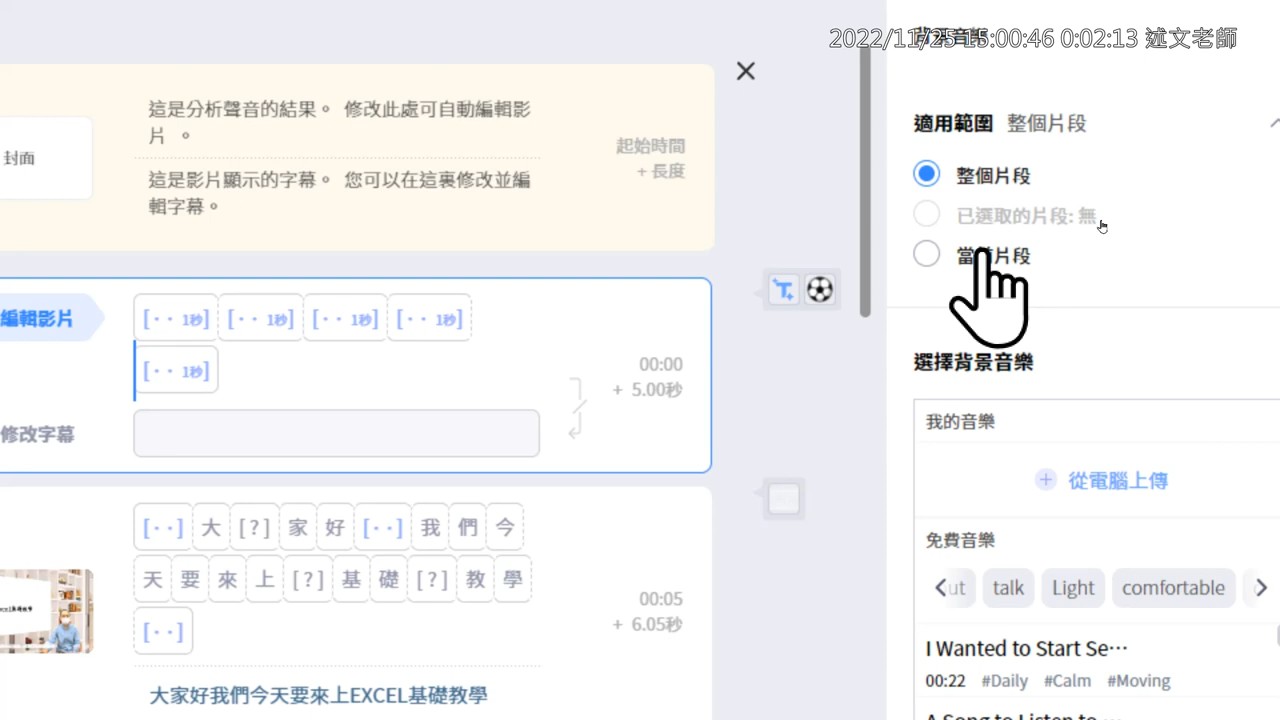 2022/11/25 15:00:46 0:02:13 述文老師
封面
這是分析聲音的結果。 修改此處可自動編輯影
片 。
這是影片顯示的字幕。 您可以在這裏修改並編
輯字幕。
起始時間
+ 長度
編輯影片
[·· 1秒] [·· 1秒] [·· 1秒] [·· 1秒]
[·· 1秒]
00:00
+ 5.00秒
修改字幕
[··] 大 [?] 家 好 [··] 我 們 今
天 要 來 上 [?] 基 礎 [?] 教 學
[··]
00:05
+ 6.05秒
大家好我們今天要來上EXCEL基礎教學
適用範圍 整個片段
整個片段
已選取的片段: 無
片段
選擇背景音樂
我的音樂
+ 從電腦上傳
免費音樂
ut talk Light comfortable
I Wanted to Start Se···
00:22 #Daily #Calm #Moving
A Song to Listen to ···